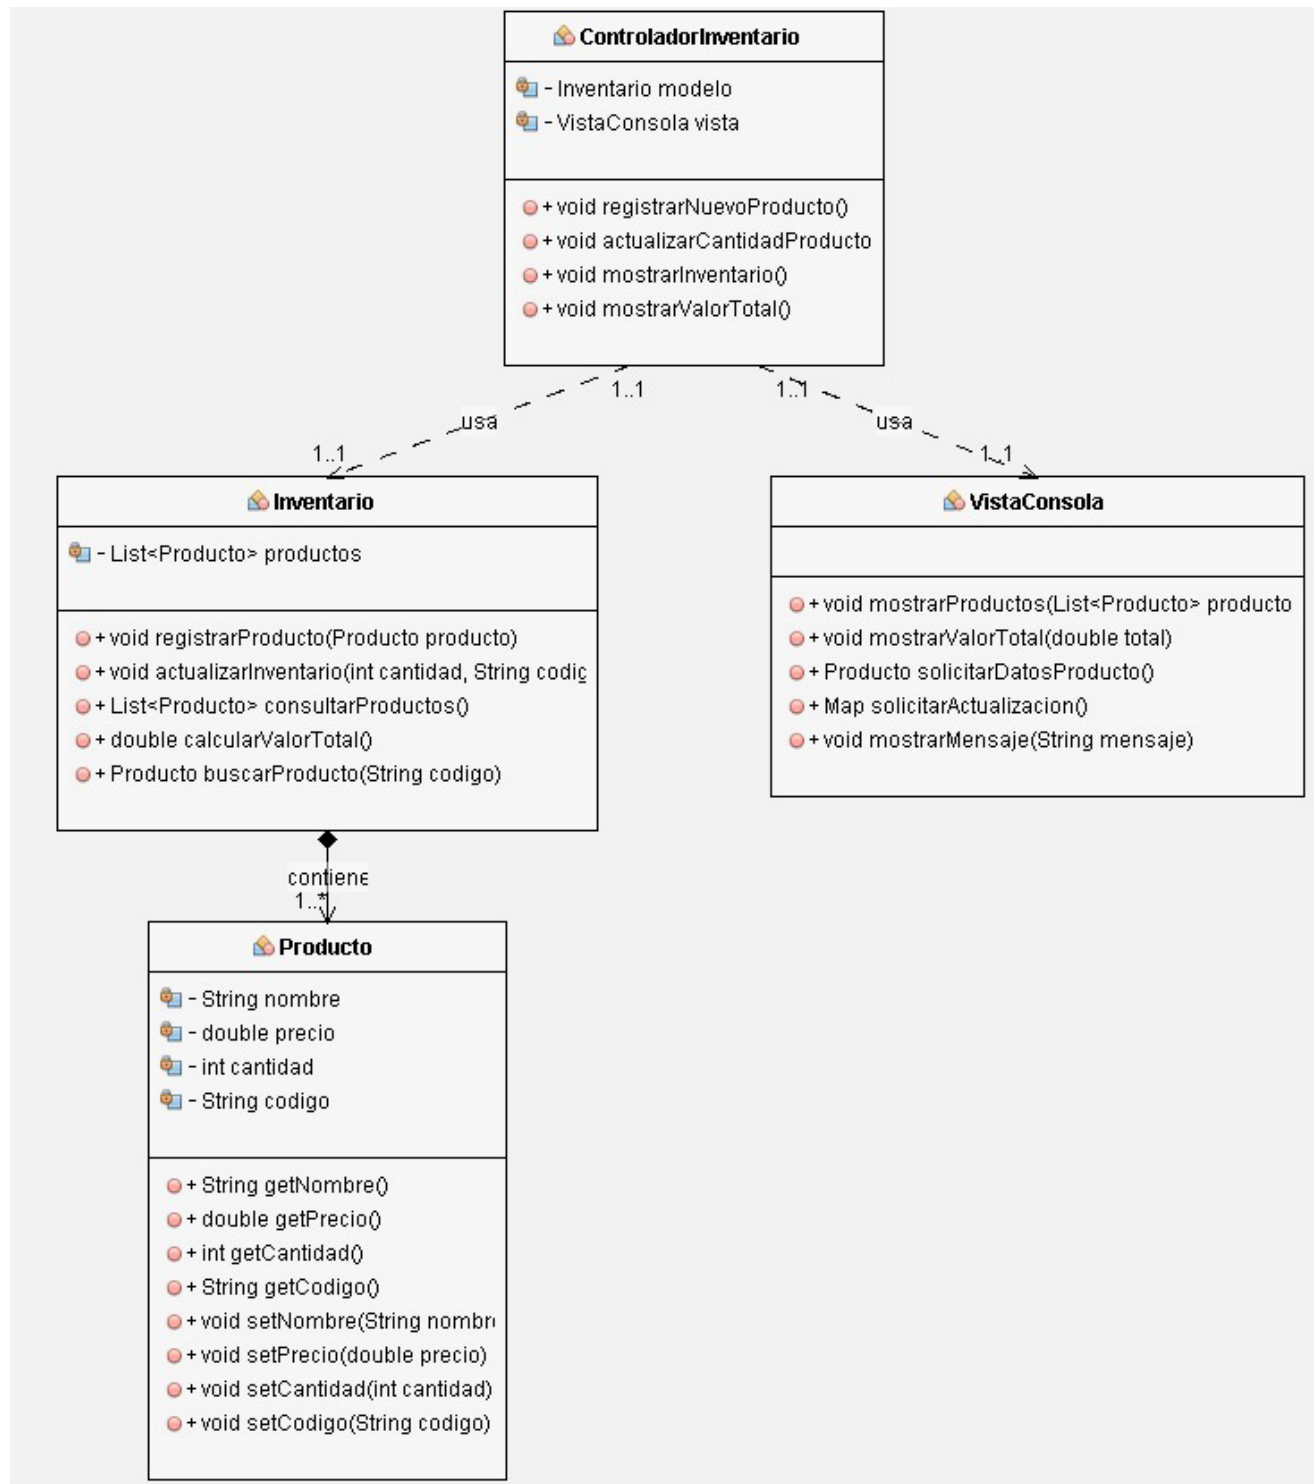 ControladorInventario
- Inventario modelo
- VistaConsola vista
+ void registrarNuevoProducto()
+ void actualizarCantidadProducto
+ void mostrarInventario()
+ void mostrarValorTotal()
1..1
1..1
usa
usa
1..1
1..1
Inventario
- List<Producto> productos
+ void registrarProducto(Producto producto)
+ void actualizarInventario(int cantidad, String codig
+ List<Producto> consultarProductos()
+ double calcularValorTotal()
+ Producto buscarProducto(String codigo)
VistaConsola
+ void mostrarProductos(List<Producto> producto
+ void mostrarValorTotal(double total)
+ Producto solicitarDatosProducto()
+ Map solicitarActualizacion()
+ void mostrarMensaje(String mensaje)
contiene
1..*
Producto
- String nombre
- double precio
- int cantidad
- String codigo
+ String getNombre()
+ double getPrecio()
+ int getCantidad()
+ String getCodigo()
+ void setNombre(String nombre
+ void setPrecio(double precio)
+ void setCantidad(int cantidad)
+ void setCodigo(String codigo)